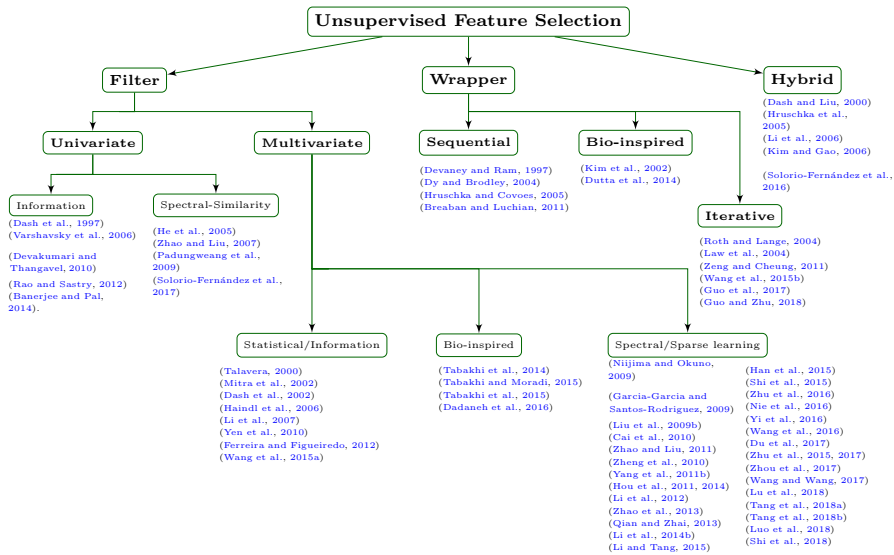 Unsupervised Feature Selection
Filter
Wrapper
Hybrid
(Dash and Liu, 2000)
(Hruschka et al.,
2005)
(Li et al., 2006)
(Kim and Gao, 2006)
(Solorio-Fernández et al.,
2016)
Univariate
Multivariate
Sequential
(Devaney and Ram, 1997)
(Dy and Brodley, 2004)
(Hruschka and Covoes, 2005)
(Breaban and Luchian, 2011)
Bio-inspired
(Kim et al., 2002)
(Dutta et al., 2014)
Iterative
(Roth and Lange, 2004)
(Law et al., 2004)
(Zeng and Cheung, 2011)
(Wang et al., 2015b)
(Guo et al., 2017)
(Guo and Zhu, 2018)
Information
(Dash et al., 1997)
(Varshavsky et al., 2006)
(Devakumari and
Thangavel, 2010)
(Rao and Sastry, 2012)
(Banerjee and Pal,
2014).
Spectral-Similarity
(He et al., 2005)
(Zhao and Liu, 2007)
(Padungweang et al.,
2009)
(Solorio-Fernández et al.,
2017)
Statistical/Information
(Talavera, 2000)
(Mitra et al., 2002)
(Dash et al., 2002)
(Haindl et al., 2006)
(Li et al., 2007)
(Yen et al., 2010)
(Ferreira and Figueiredo, 2012)
(Wang et al., 2015a)
Bio-inspired
(Tabakhi et al., 2014)
(Tabakhi and Moradi, 2015)
(Tabakhi et al., 2015)
(Dadaneh et al., 2016)
Spectral/Sparse learning
(Niijima and Okuno,
2009)
(Garcia-Garcia and
Santos-Rodriguez, 2009)
(Liu et al., 2009b)
(Cai et al., 2010)
(Zhao and Liu, 2011)
(Zheng et al., 2010)
(Yang et al., 2011b)
(Hou et al., 2011, 2014)
(Li et al., 2012)
(Zhao et al., 2013)
(Qian and Zhai, 2013)
(Li et al., 2014b)
(Li and Tang, 2015)
(Han et al., 2015)
(Shi et al., 2015)
(Zhu et al., 2016)
(Nie et al., 2016)
(Yi et al., 2016)
(Wang et al., 2016)
(Du et al., 2017)
(Zhu et al., 2015, 2017)
(Zhou et al., 2017)
(Wang and Wang, 2017)
(Lu et al., 2018)
(Tang et al., 2018a)
(Tang et al., 2018b)
(Luo et al., 2018)
(Shi et al., 2018)